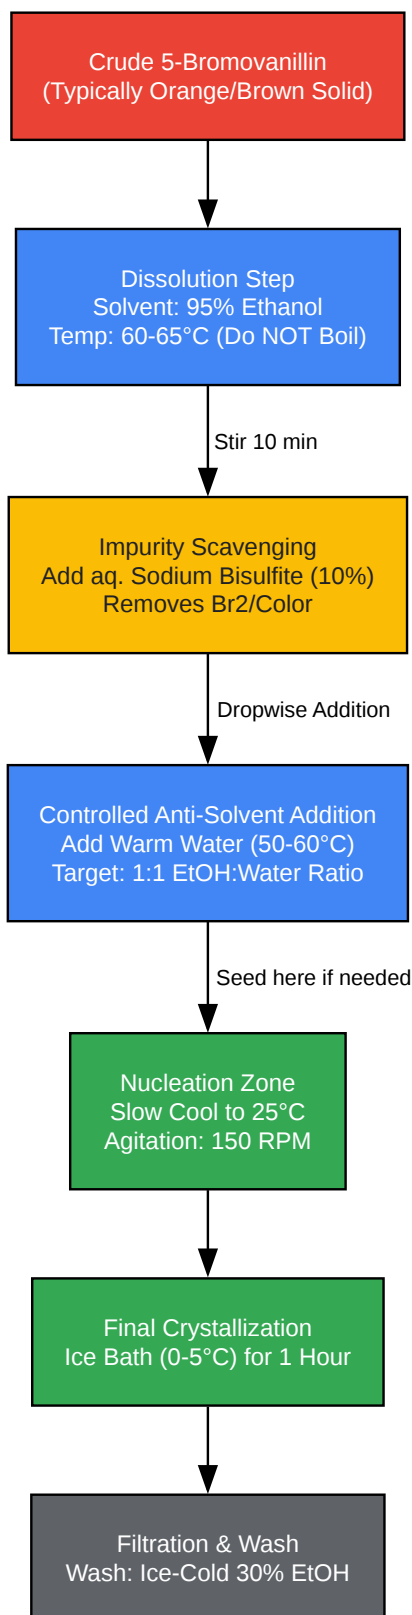 Crude 5-Bromovanillin
(Typically Orange/Brown Solid)
Dissolution Step
Solvent: 95% Ethanol
Temp: 60-65°C (Do NOT Boil)
Stir 10 min
Impurity Scavenging
Add aq. Sodium Bisulfite (10%)
Removes Br2/Color
Dropwise Addition
Controlled Anti-Solvent Addition
Add Warm Water (50-60°C)
Target: 1:1 EtOH:Water Ratio
Seed here if needed
Nucleation Zone
Slow Cool to 25°C
Agitation: 150 RPM
Final Crystallization
Ice Bath (0-5°C) for 1 Hour
Filtration & Wash
Wash: Ice-Cold 30% EtOH